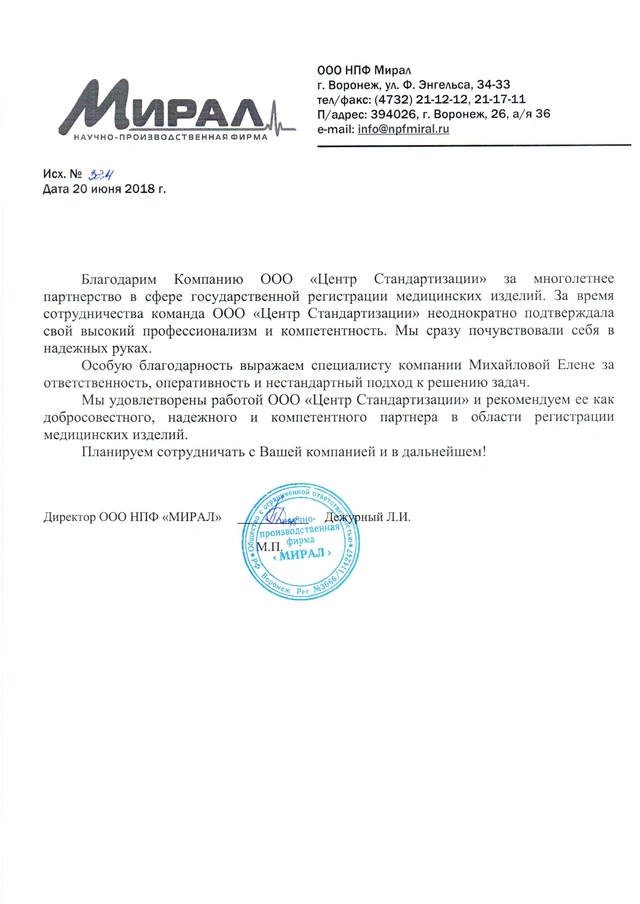 ООО НПФ Мирал
г. Воронеж, ул. Ф. Энгельса, 34-33
тел/факс: (4732) 21-12-12, 21-17-11
П/адрес: 394026, г. Воронеж, 26, а/я 36
e-mail: info@npfmiral.ru
МИРАЛ
НАУЧНО-ПРОИЗВОДСТВЕННАЯ ФИРМА
Исх. №
Дата 20 июня 2018 г.
Благодарим Компанию ООО «Центр Стандартизации» за многолетнее
партнерство в сфере государственной регистрации медицинских изделий. За время
сотрудничества команда ООО «Центр Стандартизации» неоднократно подтверждала
свой высокий профессионализм и компетентность. Мы сразу почувствовали себя в
надежных руках.
Особую благодарность выражаем специалисту компании Михайловой Елене за
ответственность, оперативность и нестандартный подход к решению задач.
Мы удовлетворены работой ООО «Центр Стандартизации» и рекомендуем ее как
добросовестного, надежного и компетентного партнера в области регистрации
медицинских изделий.
Планируем сотрудничать с Вашей компанией и в дальнейшем!
Директор ООО НПФ «МИРАЛ» Дежурный Л.И.
М.П.
Общество с ограниченной ответственностью
Научно-
производственная
фирма
‹ МИРАЛ ›
РФ Воронеж Рег №3666/114247